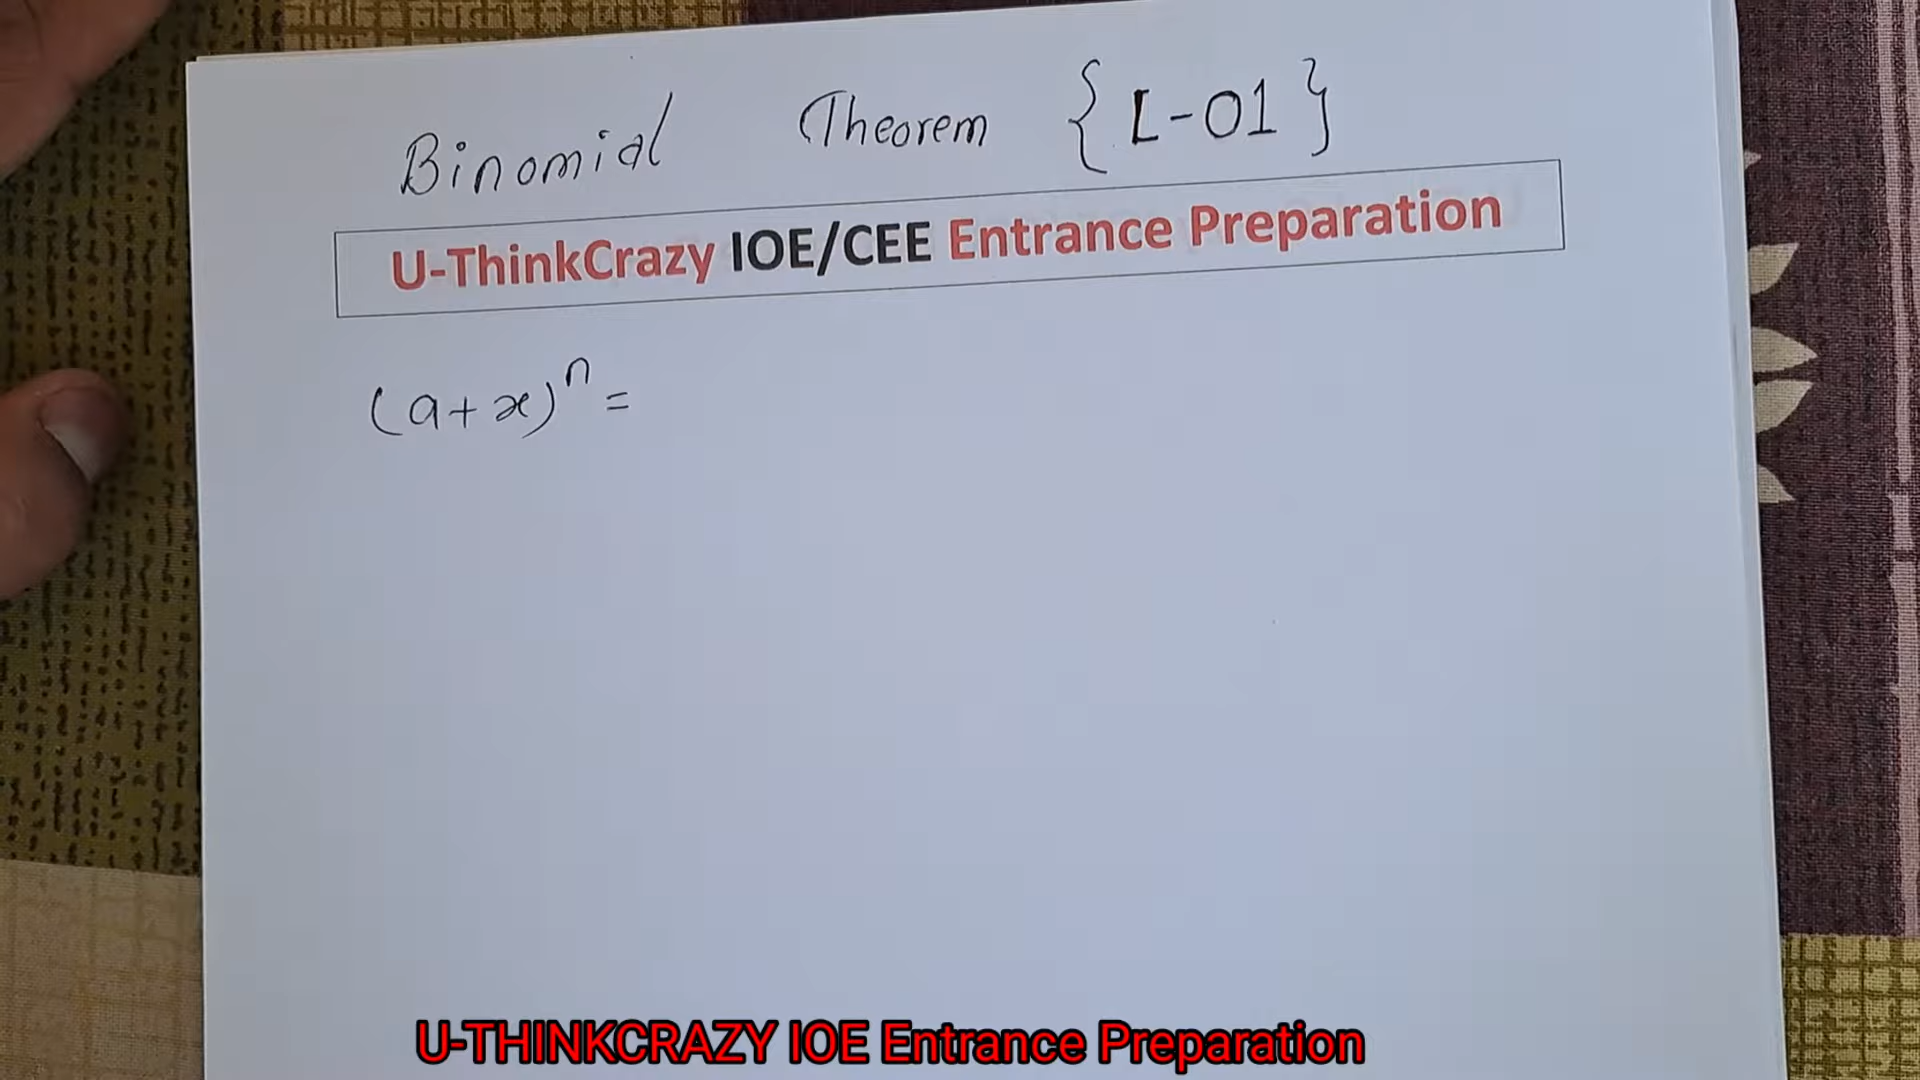 Binomial Theorem {L-01}
U-ThinkCrazy IOE/CEE Entrance Preparation
(a+x)^n =
U-THINKCRAZY IOE Entrance Preparation